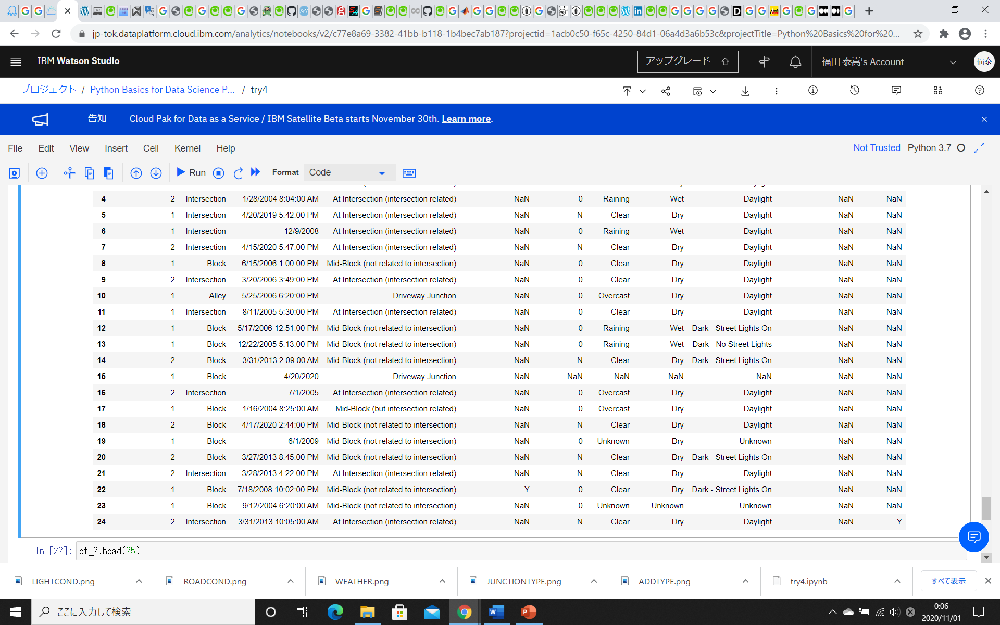 jp-tok.dataplatform.cloud.ibm.com/analytics/notebooks/v2/c77e8a69-3382-41bb-b118-1b4bec7ab187?projectid=1acb0c50-f65c-4250-84d1-06a4d3a6b53c&projectTitle=Python%20Basics%20for%20...
IBM Watson Studio
アップグレード
福田 泰嵩's Account
福泰
プロジェクト / Python Basics for Data Science P... / try4
告知 Cloud Pak for Data as a Service / IBM Satellite Beta starts November 30th. Learn more.
File Edit View Insert Cell Kernel Help
Not Trusted Python 3.7
Run Format Code
4 2 Intersection 1/28/2004 8:04:00 AM At Intersection (intersection related) NaN 0 Raining Wet Daylight NaN NaN
5 1 Intersection 4/20/2019 5:42:00 PM At Intersection (intersection related) NaN N Clear Dry Daylight NaN NaN
6 1 Intersection 12/9/2008 At Intersection (intersection related) NaN 0 Raining Wet Daylight NaN NaN
7 2 Intersection 4/15/2020 5:47:00 PM At Intersection (intersection related) NaN N Clear Dry Daylight NaN NaN
8 1 Block 6/15/2006 1:00:00 PM Mid-Block (not related to intersection) NaN 0 Clear Dry Daylight NaN NaN
9 2 Intersection 3/20/2006 3:49:00 PM At Intersection (intersection related) NaN 0 Clear Dry Daylight NaN NaN
10 1 Alley 5/25/2006 6:20:00 PM Driveway Junction NaN 0 Overcast Dry Daylight NaN NaN
11 1 Intersection 8/11/2005 5:30:00 PM At Intersection (intersection related) NaN 0 Clear Dry Daylight NaN NaN
12 1 Block 5/17/2006 12:51:00 PM Mid-Block (not related to intersection) NaN 0 Raining Wet Dark - Street Lights On NaN NaN
13 1 Block 12/22/2005 5:13:00 PM Mid-Block (not related to intersection) NaN 0 Raining Wet Dark - No Street Lights NaN NaN
14 2 Block 3/31/2013 2:09:00 AM Mid-Block (not related to intersection) NaN N Clear Dry Dark - Street Lights On NaN NaN
15 1 Block 4/20/2020 Driveway Junction NaN NaN NaN NaN NaN NaN NaN
16 2 Intersection 7/1/2005 At Intersection (intersection related) NaN 0 Overcast Dry Daylight NaN NaN
17 1 Block 1/16/2004 8:25:00 AM Mid-Block (but intersection related) NaN 0 Overcast Dry Daylight NaN NaN
18 2 Block 4/17/2020 2:44:00 PM Mid-Block (not related to intersection) NaN N Clear Dry Daylight NaN NaN
19 1 Block 6/1/2009 Mid-Block (not related to intersection) NaN 0 Unknown Dry Unknown NaN NaN
20 2 Block 3/27/2013 8:45:00 PM Mid-Block (not related to intersection) NaN N Clear Dry Dark - Street Lights On NaN NaN
21 2 Intersection 3/28/2013 4:22:00 PM At Intersection (intersection related) NaN N Clear Dry Daylight NaN NaN
22 1 Block 7/18/2008 10:02:00 PM Mid-Block (not related to intersection) Y 0 Clear Dry Dark - Street Lights On NaN NaN
23 1 Block 9/12/2004 6:20:00 AM Mid-Block (not related to intersection) NaN 0 Unknown Unknown Unknown NaN NaN
24 2 Intersection 3/31/2013 10:05:00 AM At Intersection (intersection related) NaN N Clear Dry Daylight NaN Y
In [22]: df_2.head(25)
LIGHTCOND.png ROADCOND.png WEATHER.png JUNCTIONTYPE.png ADDTYPE.png try4.ipynb すべて表示
ここに入力して検索
0:06
2020/11/01